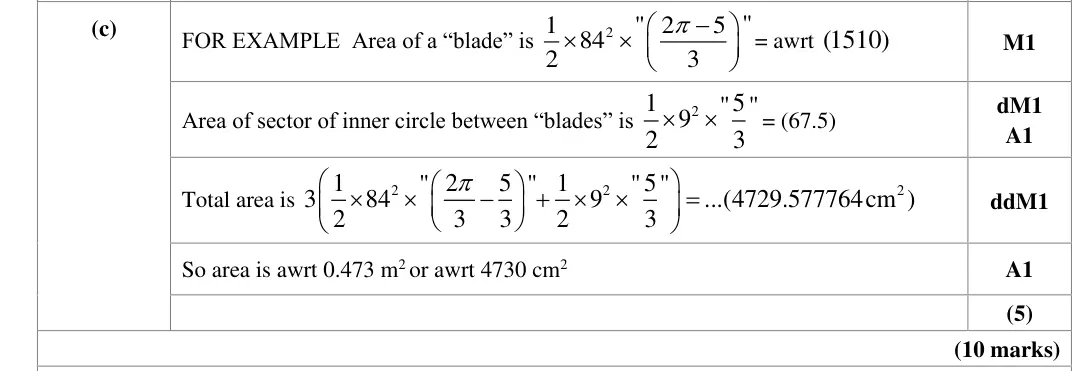 (c) FOR EXAMPLE Area of a “blade” is 1/2 × 84² × "((2π − 5)/3)" = awrt (1510) M1
Area of sector of inner circle between “blades” is 1/2 × 9² × "5/3" = (67.5) dM1 A1
Total area is 3(1/2 × 84² × "(2π/3 − 5/3)" + 1/2 × 9² × "5/3") = ...(4729.577764 cm²) ddM1
So area is awrt 0.473 m² or awrt 4730 cm² A1
(5)
(10 marks)